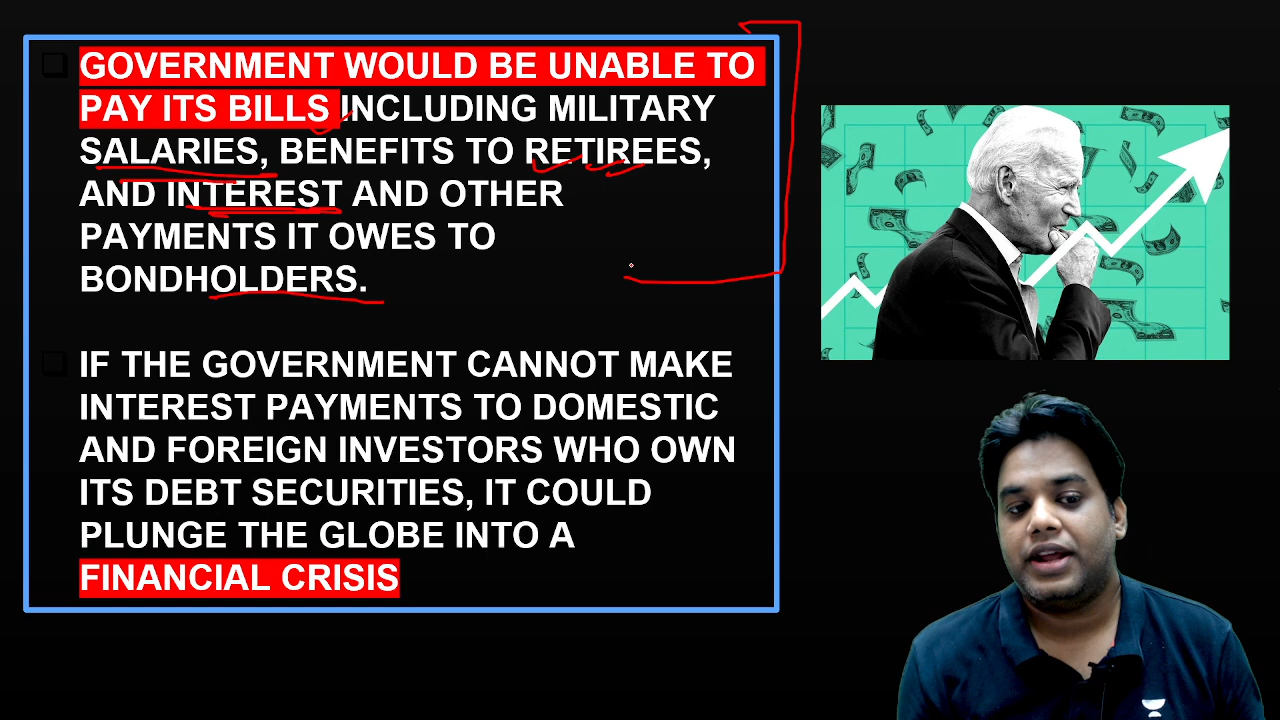 GOVERNMENT WOULD BE UNABLE TO
PAY ITS BILLS INCLUDING MILITARY
SALARIES, BENEFITS TO RETIREES,
AND INTEREST AND OTHER
PAYMENTS IT OWES TO
BONDHOLDERS.
IF THE GOVERNMENT CANNOT MAKE
INTEREST PAYMENTS TO DOMESTIC
AND FOREIGN INVESTORS WHO OWN
ITS DEBT SECURITIES, IT COULD
PLUNGE THE GLOBE INTO A
FINANCIAL CRISIS